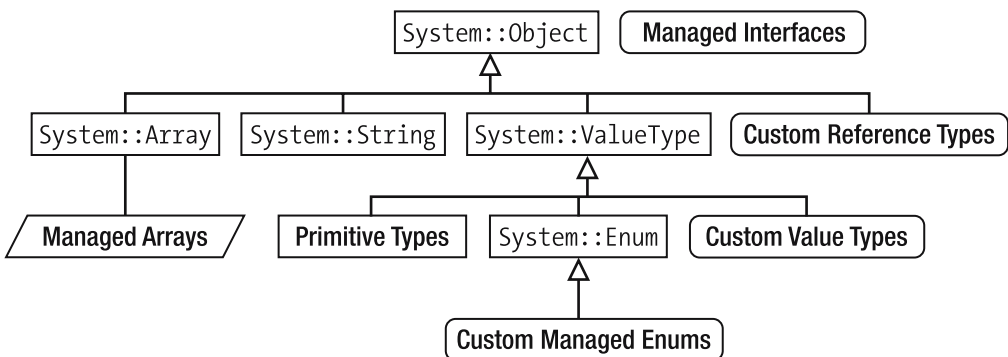 System::Object
Managed Interfaces
System::Array
System::String
System::ValueType
Custom Reference Types
Managed Arrays
Primitive Types
System::Enum
Custom Value Types
Custom Managed Enums